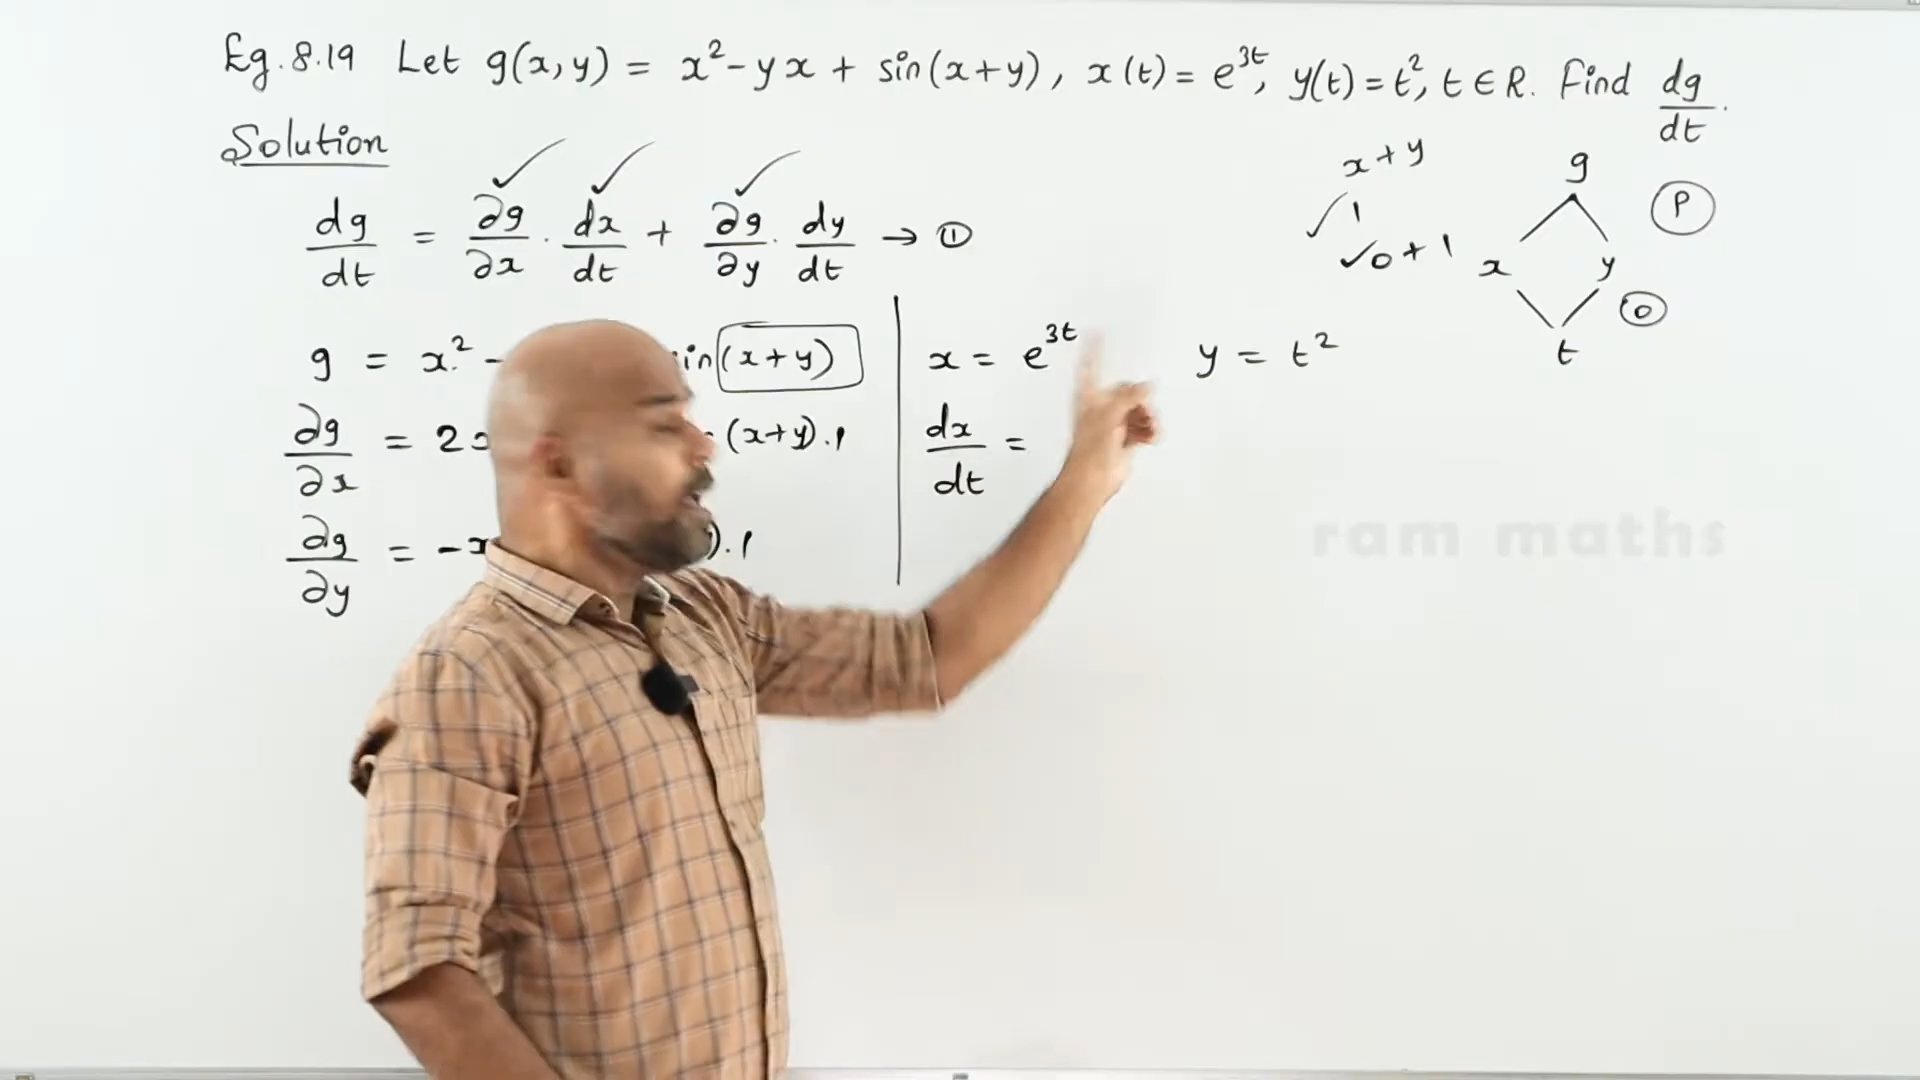 Eg. 8.19 Let g(x,y) = x² - yx + sin(x+y), x(t) = e^3t, y(t) = t², t ∈ R. Find dg/dt.
Solution
dg/dt = ∂g/∂x . dx/dt + ∂g/∂y . dy/dt → ①
x + y
1
0 + 1
g
x y
t
P
O
g = x² - in(x+y)
∂g/∂x = 2 (x+y).1
∂g/∂y = -x ).1
x = e^3t
dx/dt =
y = t²
ram maths